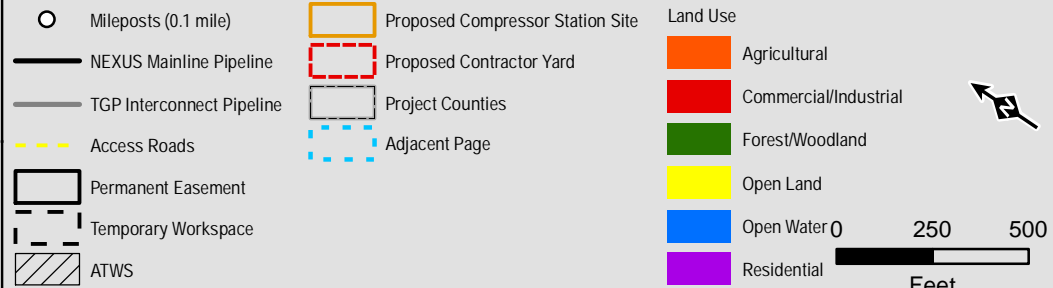 Mileposts (0.1 mile)
NEXUS Mainline Pipeline
TGP Interconnect Pipeline
Access Roads
Permanent Easement
Temporary Workspace
ATWS
Proposed Compressor Station Site
Proposed Contractor Yard
Project Counties
Adjacent Page
Land Use
Agricultural
Commercial/Industrial
Forest/Woodland
Open Land
Open Water
Residential
N
0 250 500
Feet